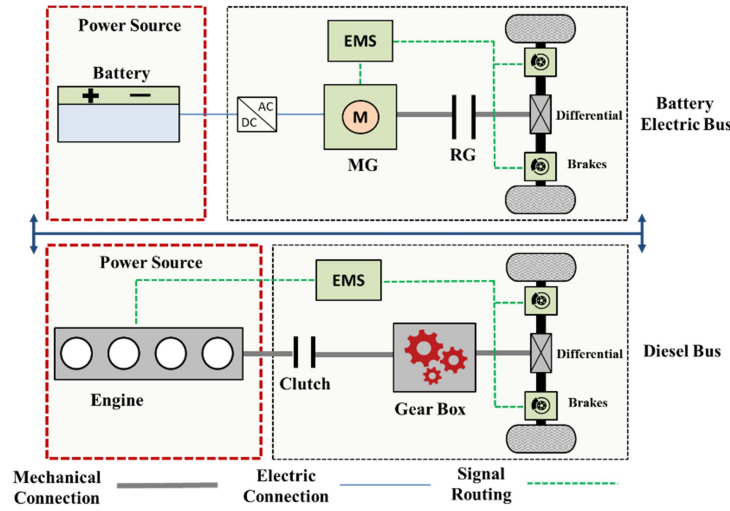 Power Source
Battery
+ −
AC
DC
EMS
M
MG
RG
Differential
Brakes
Battery
Electric Bus
Power Source
Engine
Clutch
EMS
Gear Box
Differential
Brakes
Diesel Bus
Mechanical
Connection
Electric
Connection
Signal
Routing